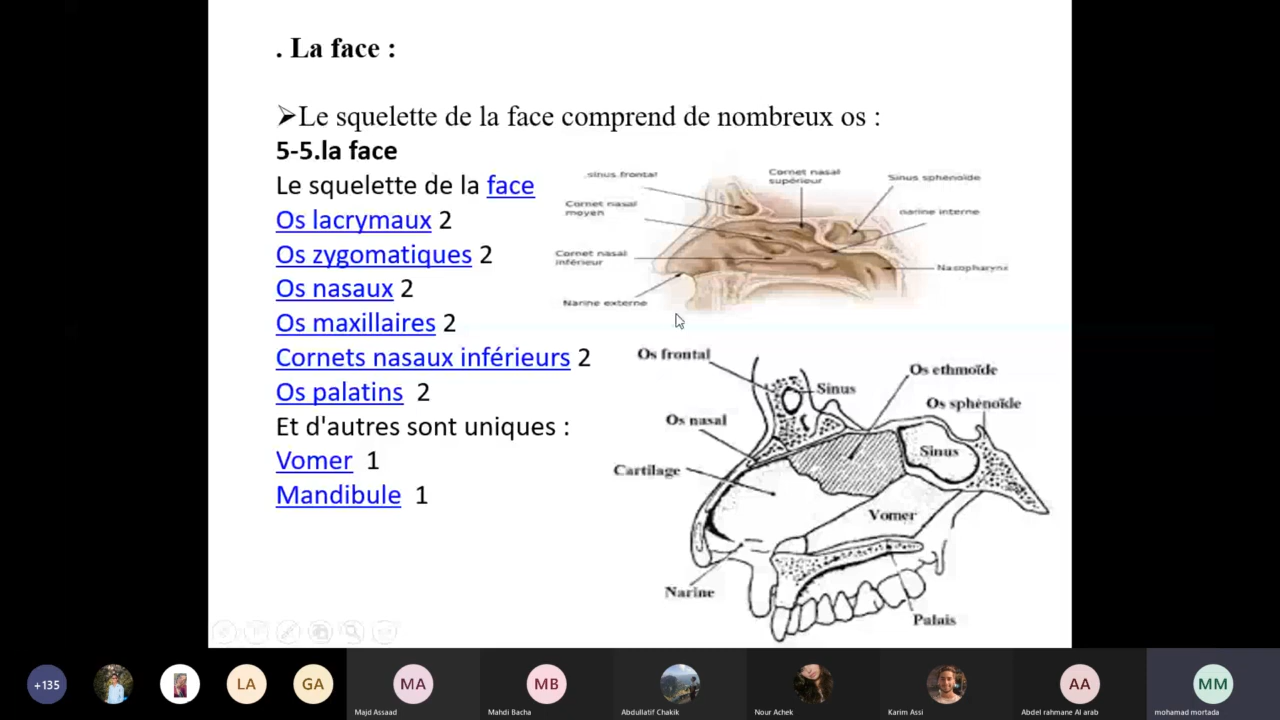 . La face :
➢Le squelette de la face comprend de nombreux os :
5-5.la face
Le squelette de la face
Os lacrymaux 2
Os zygomatiques 2
Os nasaux 2
Os maxillaires 2
Cornets nasaux inférieurs 2
Os palatins 2
Et d'autres sont uniques :
Vomer 1
Mandibule 1
sinus frontal
Cornet nasal
supérieur
Sinus sphénoïde
Cornet nasal
moyen
narine interne
Cornet nasal
inférieur
Nasopharynx
Narine externe
Os frontal
Sinus
Os ethmoïde
Os sphénoïde
Os nasal
Sinus
Cartilage
Vomer
Narine
Palais
+135
LA
GA
MA
MB
AA
MM
Majd Assaad
Mahdi Bacha
Abdullatif Chakik
Nour Achek
Karim Assi
Abdel rahmane Al arab
mohamad mortada